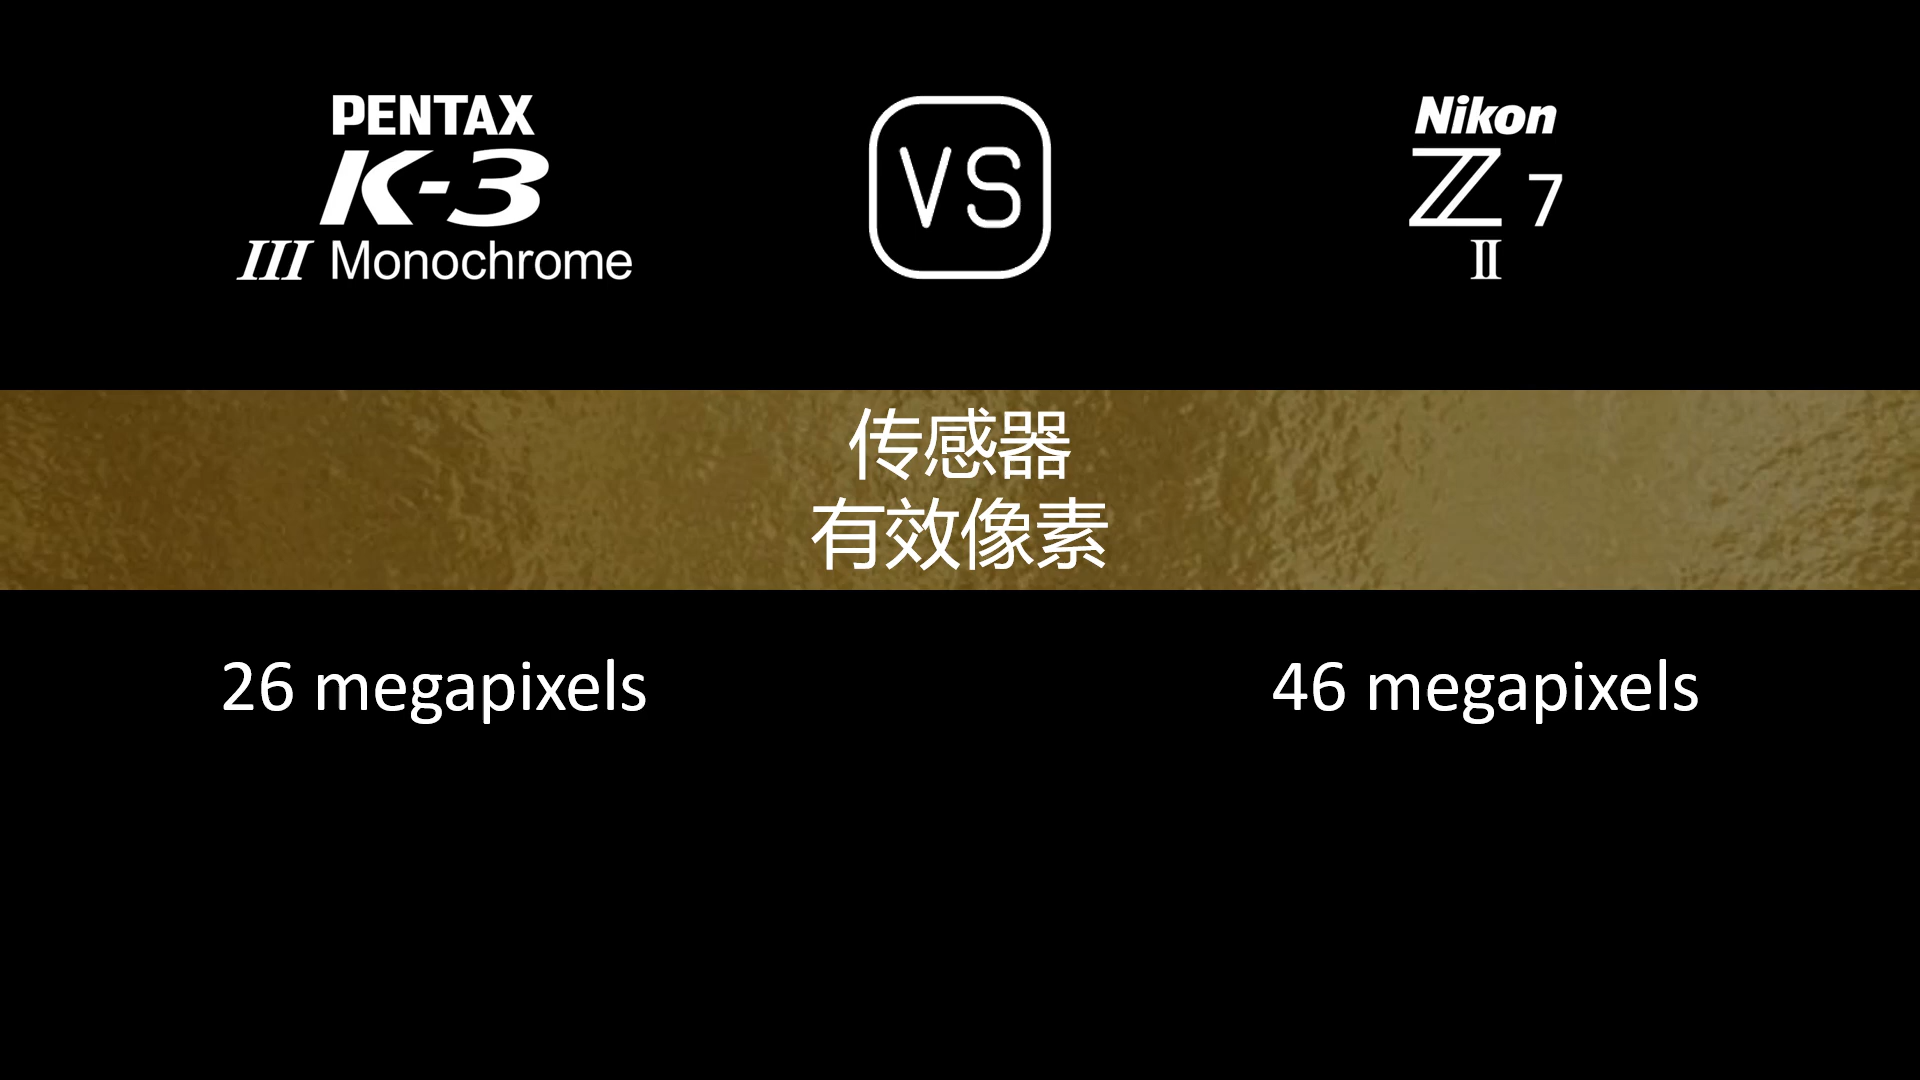 PENTAX
K-3
III Monochrome
VS
Nikon
Z 7
II
传感器
有效像素
26 megapixels
46 megapixels